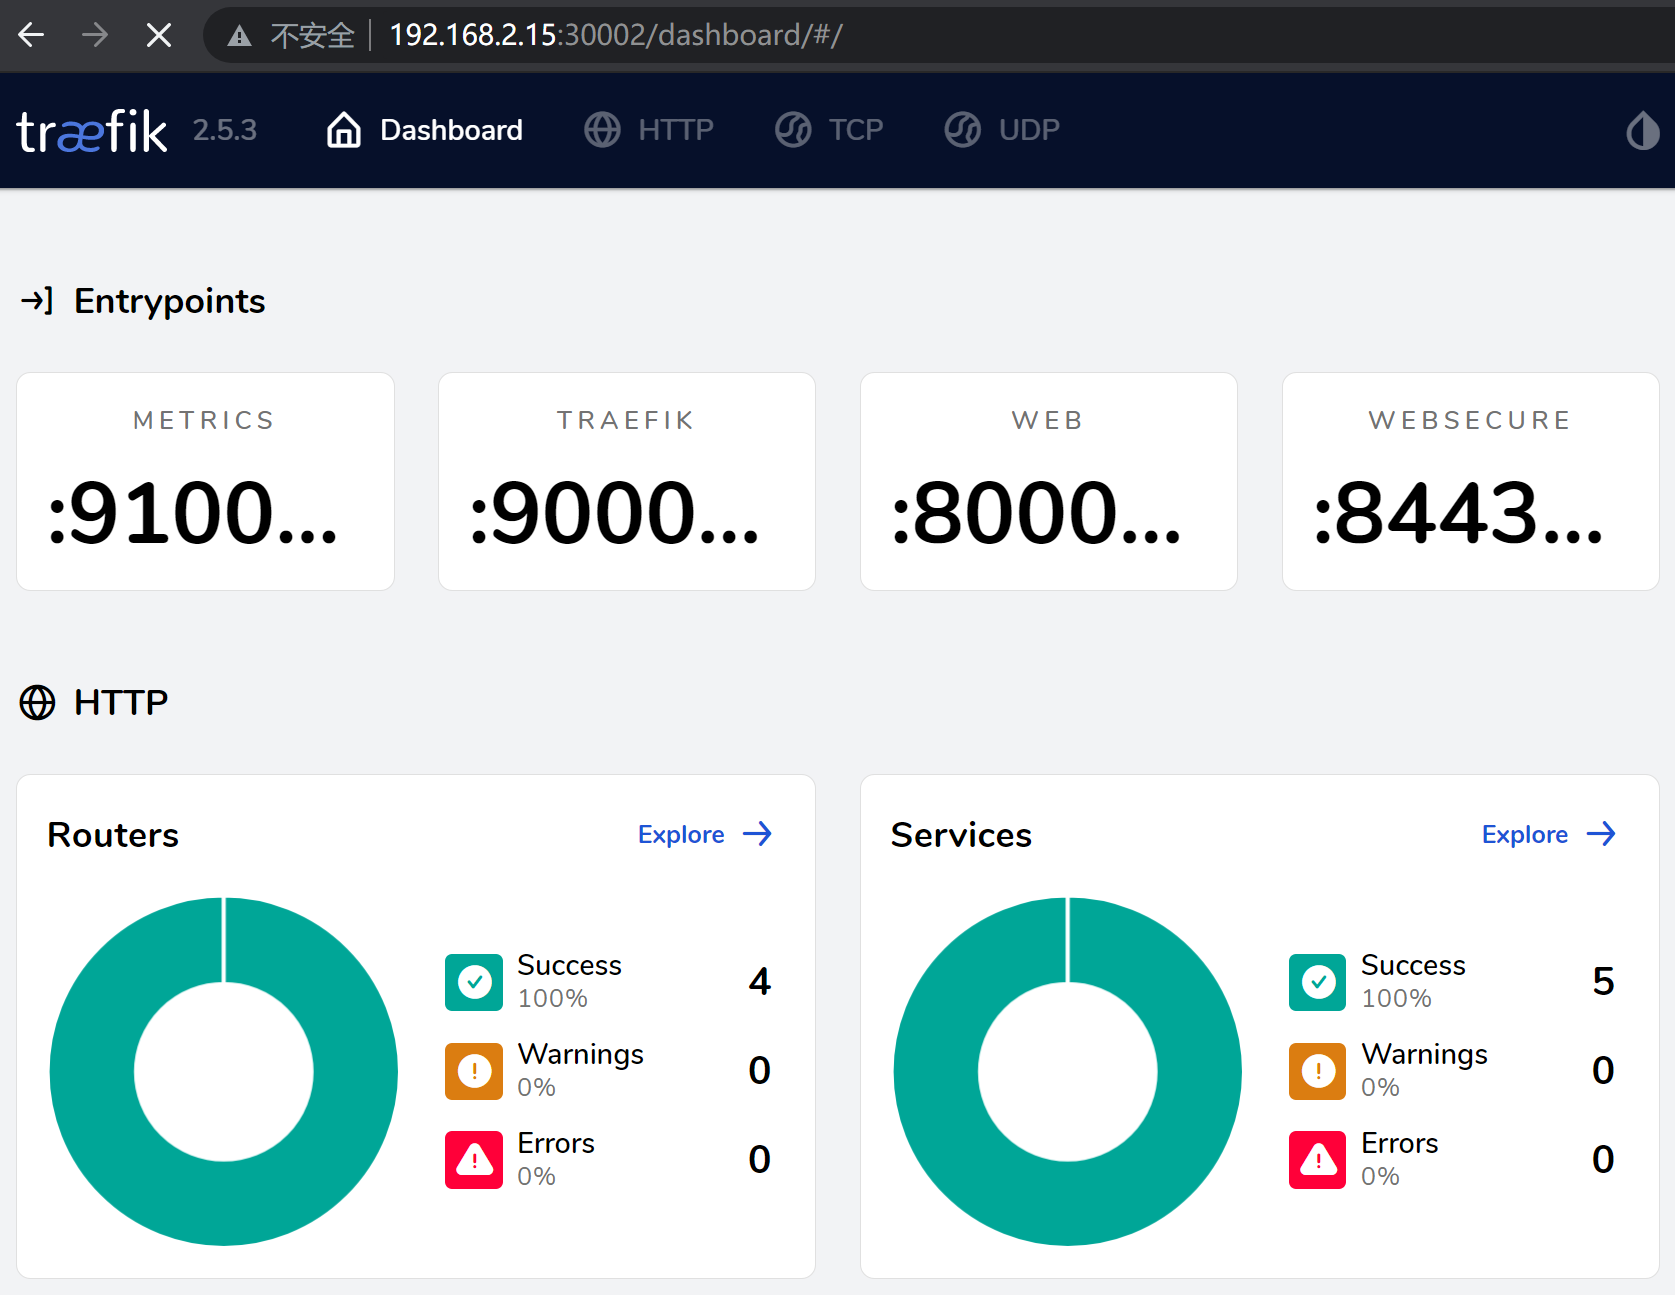 不安全 192.168.2.15:30002/dashboard/#/
træfik 2.5.3 Dashboard HTTP TCP UDP
Entrypoints
METRICS
:9100...
TRAEFIK
:9000...
WEB
:8000...
WEBSECURE
:8443...
HTTP
Routers Explore
Success 4
100%
! Warnings 0
0%
! Errors 0
0%
Services Explore
Success 5
100%
! Warnings 0
0%
! Errors 0
0%